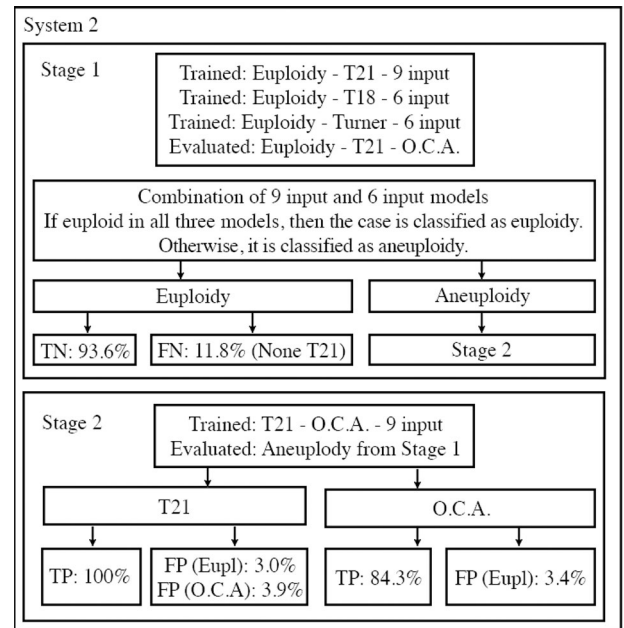 System 2
Stage 1
Trained: Euploidy - T21 - 9 input
Trained: Euploidy - T18 - 6 input
Trained: Euploidy - Turner - 6 input
Evaluated: Euploidy - T21 - O.C.A.
Combination of 9 input and 6 input models
If euploid in all three models, then the case is classified as euploidy.
Otherwise, it is classified as aneuploidy.
Euploidy
Aneuploidy
TN: 93.6%
FN: 11.8% (None T21)
Stage 2
Stage 2
Trained: T21 - O.C.A. - 9 input
Evaluated: Aneuplody from Stage 1
T21
O.C.A.
TP: 100%
FP (Eupl): 3.0%
FP (O.C.A): 3.9%
TP: 84.3%
FP (Eupl): 3.4%